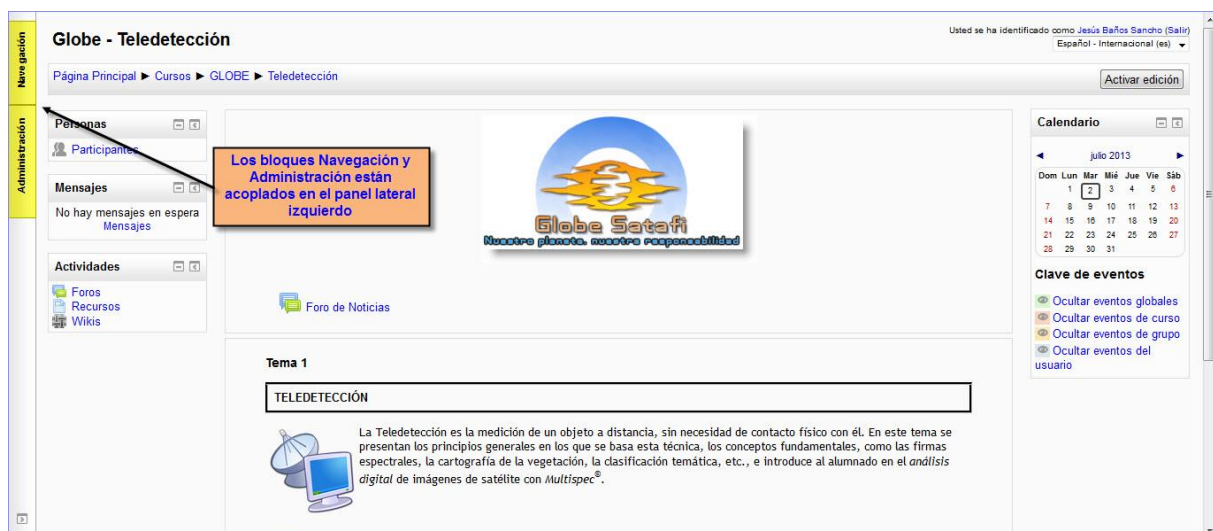 Navegación
Administración
Globe - Teledetección
Usted se ha identificado como Jesús Baños Sancho (Salir)
Español - Internacional (es)
Página Principal ► Cursos ► GLOBE ► Teledetección
Activar edición
Personas
Participantes
Mensajes
No hay mensajes en espera
Mensajes
Actividades
Foros
Recursos
Wikis
Los bloques Navegación y
Administración están
acoplados en el panel lateral
izquierdo
Globe Satafi
Nuestro planeta, nuestra responsabilidad
Foro de Noticias
Tema 1
TELEDETECCIÓN
La Teledetección es la medición de un objeto a distancia, sin necesidad de contacto físico con él. En este tema se
presentan los principios generales en los que se basa esta técnica, los conceptos fundamentales, como las firmas
espectrales, la cartografía de la vegetación, la clasificación temática, etc., e introduce al alumnado en el análisis
digital de imágenes de satélite con Multispec®.
Calendario
◄ julio 2013 ►
Dom Lun Mar Mié Jue Vie Sáb
1 2 3 4 5 6
7 8 9 10 11 12 13
14 15 16 17 18 19 20
21 22 23 24 25 26 27
28 29 30 31
Clave de eventos
Ocultar eventos globales
Ocultar eventos de curso
Ocultar eventos de grupo
Ocultar eventos del
usuario